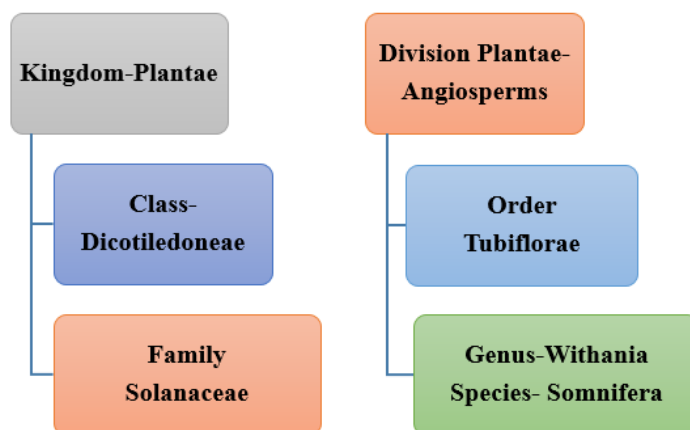 Kingdom-Plantae
Division Plantae-
Angiosperms
Class-
Dicotiledoneae
Order
Tubiflorae
Family
Solanaceae
Genus-Withania
Species- Somnifera